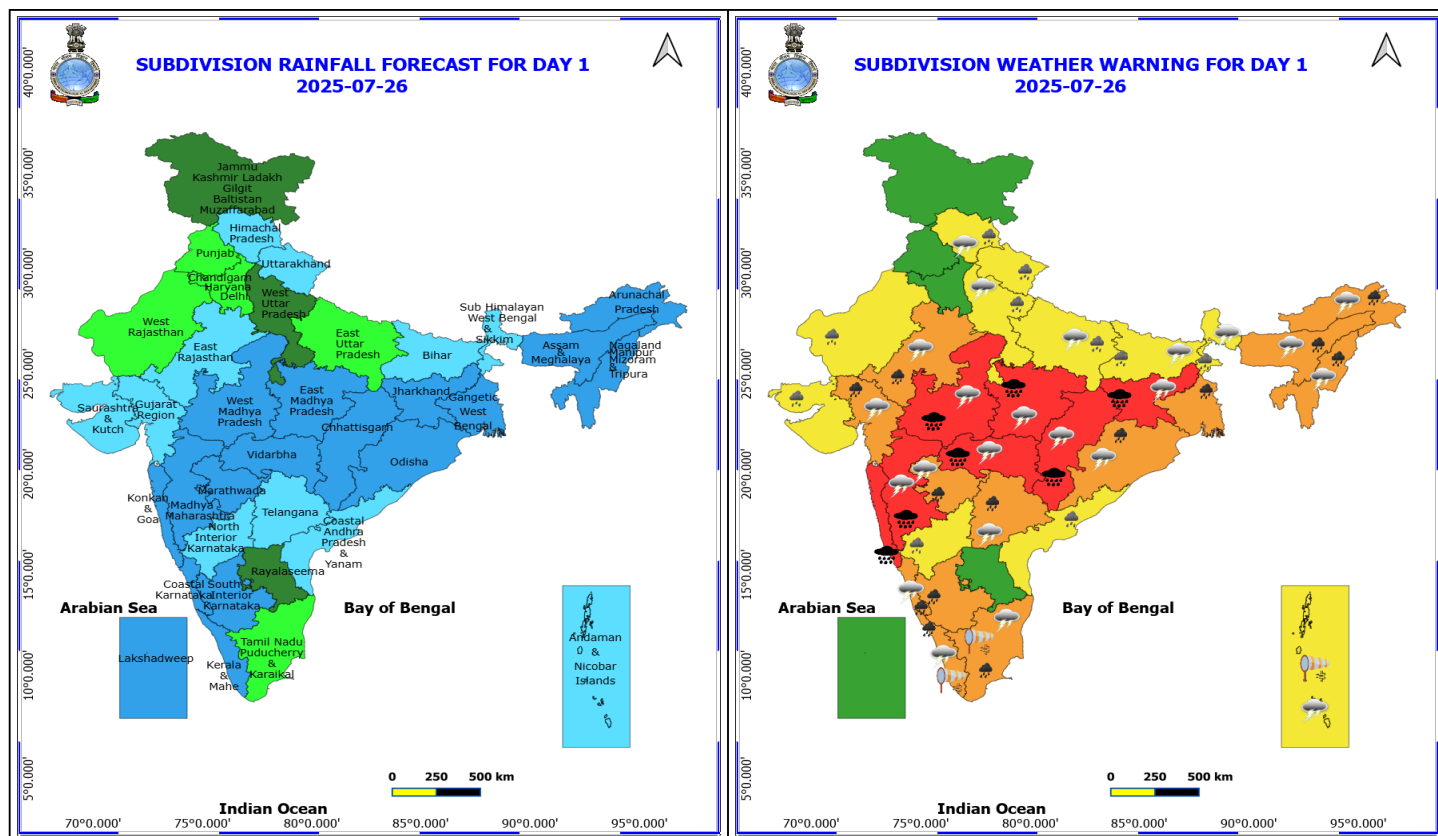 SUBDIVISION RAINFALL FORECAST FOR DAY 1
2025-07-26
40°0.000'
35°0.000'
30°0.000'
25°0.000'
20°0.000'
15°0.000'
10°0.000'
5°0.000'
Jammu
Kashmir Ladakh
Gilgit
Baltistan
Muzaffarabad
Himachal
Pradesh
Punjab
Uttarakhand
Chandigarh
Haryana
Delhi
West
Uttar
Pradesh
West
Rajasthan
East
Rajasthan
East
Uttar
Pradesh
Bihar
Sub Himalayan
West Bengal
&
Sikkim
Arunachal
Pradesh
Assam
&
Meghalaya
Nagaland
Manipur
Mizoram
&
Tripura
Saurashtra
&
Kutch
Gujarat
Region
West
Madhya
Pradesh
East
Madhya
Pradesh
Jharkhand
Gangetic
West
Bengal
Chhattisgarh
Vidarbha
Odisha
Konkan
&
Goa
Marathwada
Madhya
Maharashtra
North
Interior
Karnataka
Telangana
Coastal
Andhra
Pradesh
&
Yanam
Rayalaseema
Coastal
Karnataka
South
Interior
Karnataka
Arabian Sea
Bay of Bengal
Lakshadweep
Kerala
&
Mahe
Tamil Nadu
Puducherry
&
Karaikal
Andaman
&
Nicobar
Islands
0 250 500 km
Indian Ocean
70°0.000' 75°0.000' 80°0.000' 85°0.000' 90°0.000' 95°0.000'
SUBDIVISION WEATHER WARNING FOR DAY 1
2025-07-26
40°0.000'
35°0.000'
30°0.000'
25°0.000'
20°0.000'
15°0.000'
10°0.000'
5°0.000'
Arabian Sea
Bay of Bengal
0 250 500 km
Indian Ocean
70°0.000' 75°0.000' 80°0.000' 85°0.000' 90°0.000' 95°0.000'